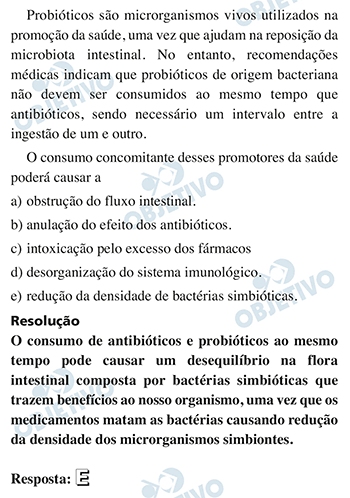 Probióticos são microrganismos vivos utilizados na
promoção da saúde, uma vez que ajudam na reposição da
microbiota intestinal. No entanto, recomendações
médicas indicam que probióticos de origem bacteriana
não devem ser consumidos ao mesmo tempo que
antibióticos, sendo necessário um intervalo entre a
ingestão de um e outro.
O consumo concomitante desses promotores da saúde
poderá causar a
a) obstrução do fluxo intestinal.
b) anulação do efeito dos antibióticos.
c) intoxicação pelo excesso dos fármacos
d) desorganização do sistema imunológico.
e) redução da densidade de bactérias simbióticas.
Resolução
O consumo de antibióticos e probióticos ao mesmo
tempo pode causar um desequilíbrio na flora
intestinal composta por bactérias simbióticas que
trazem benefícios ao nosso organismo, uma vez que os
medicamentos matam as bactérias causando redução
da densidade dos microrganismos simbiontes.
Resposta: E
OBJETIVO
OBJETIVO
OBJETIVO
OBJETIVO
OBJETIVO